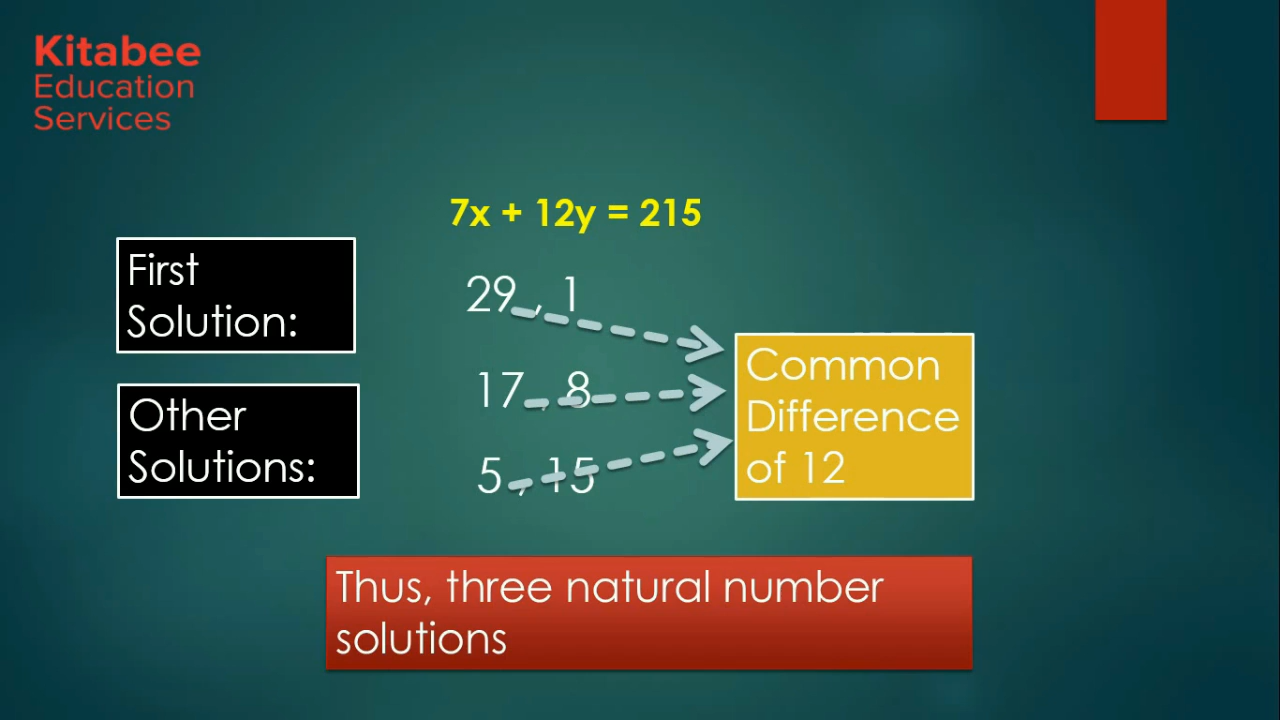 Kitabee
Education
Services
7x + 12y = 215
First
Solution:
29 , 1
Other
Solutions:
17 , 8
5 , 15
Common
Difference
of 12
Thus, three natural number
solutions